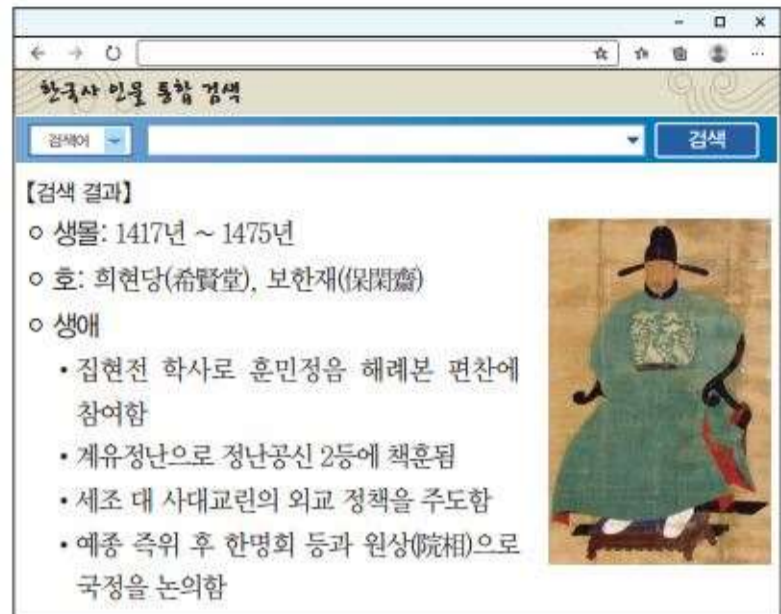 한국사 인물 통합 검색
검색어
검색
【검색 결과】
○ 생몰: 1417년 ~ 1475년
○ 호: 희현당(希賢堂), 보한재(保閑齋)
○ 생애
• 집현전 학사로 훈민정음 해례본 편찬에
참여함
• 계유정난으로 정난공신 2등에 책훈됨
• 세조 대 사대교린의 외교 정책을 주도함
• 예종 즉위 후 한명회 등과 원상(院相)으로
국정을 논의함